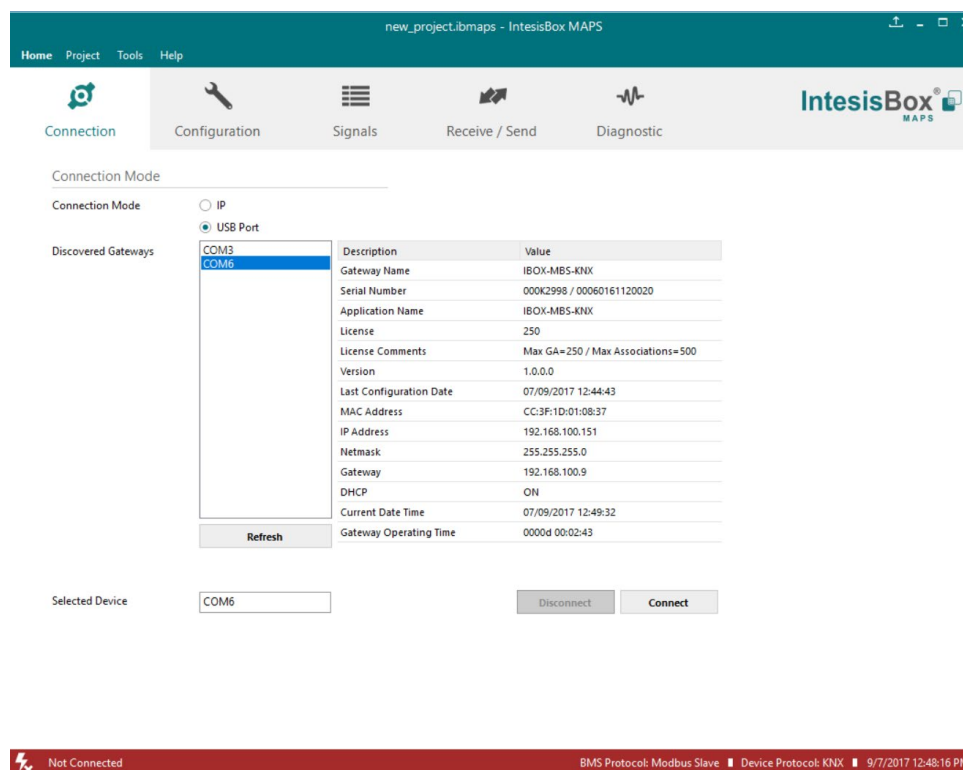 new_project.ibmaps - IntesisBox MAPS
Home Project Tools Help
Connection Configuration Signals Receive / Send Diagnostic
IntesisBox®
MAPS
Connection Mode
Connection Mode IP
USB Port
Discovered Gateways
COM3
COM6
Description Value
Gateway Name IBOX-MBS-KNX
Serial Number 000K2998 / 00060161120020
Application Name IBOX-MBS-KNX
License 250
License Comments Max GA=250 / Max Associations=500
Version 1.0.0.0
Last Configuration Date 07/09/2017 12:44:43
MAC Address CC:3F:1D:01:08:37
IP Address 192.168.100.151
Netmask 255.255.255.0
Gateway 192.168.100.9
DHCP ON
Current Date Time 07/09/2017 12:49:32
Gateway Operating Time 0000d 00:02:43
Refresh
Selected Device COM6 Disconnect Connect
Not Connected BMS Protocol: Modbus Slave Device Protocol: KNX 9/7/2017 12:48:16 PM